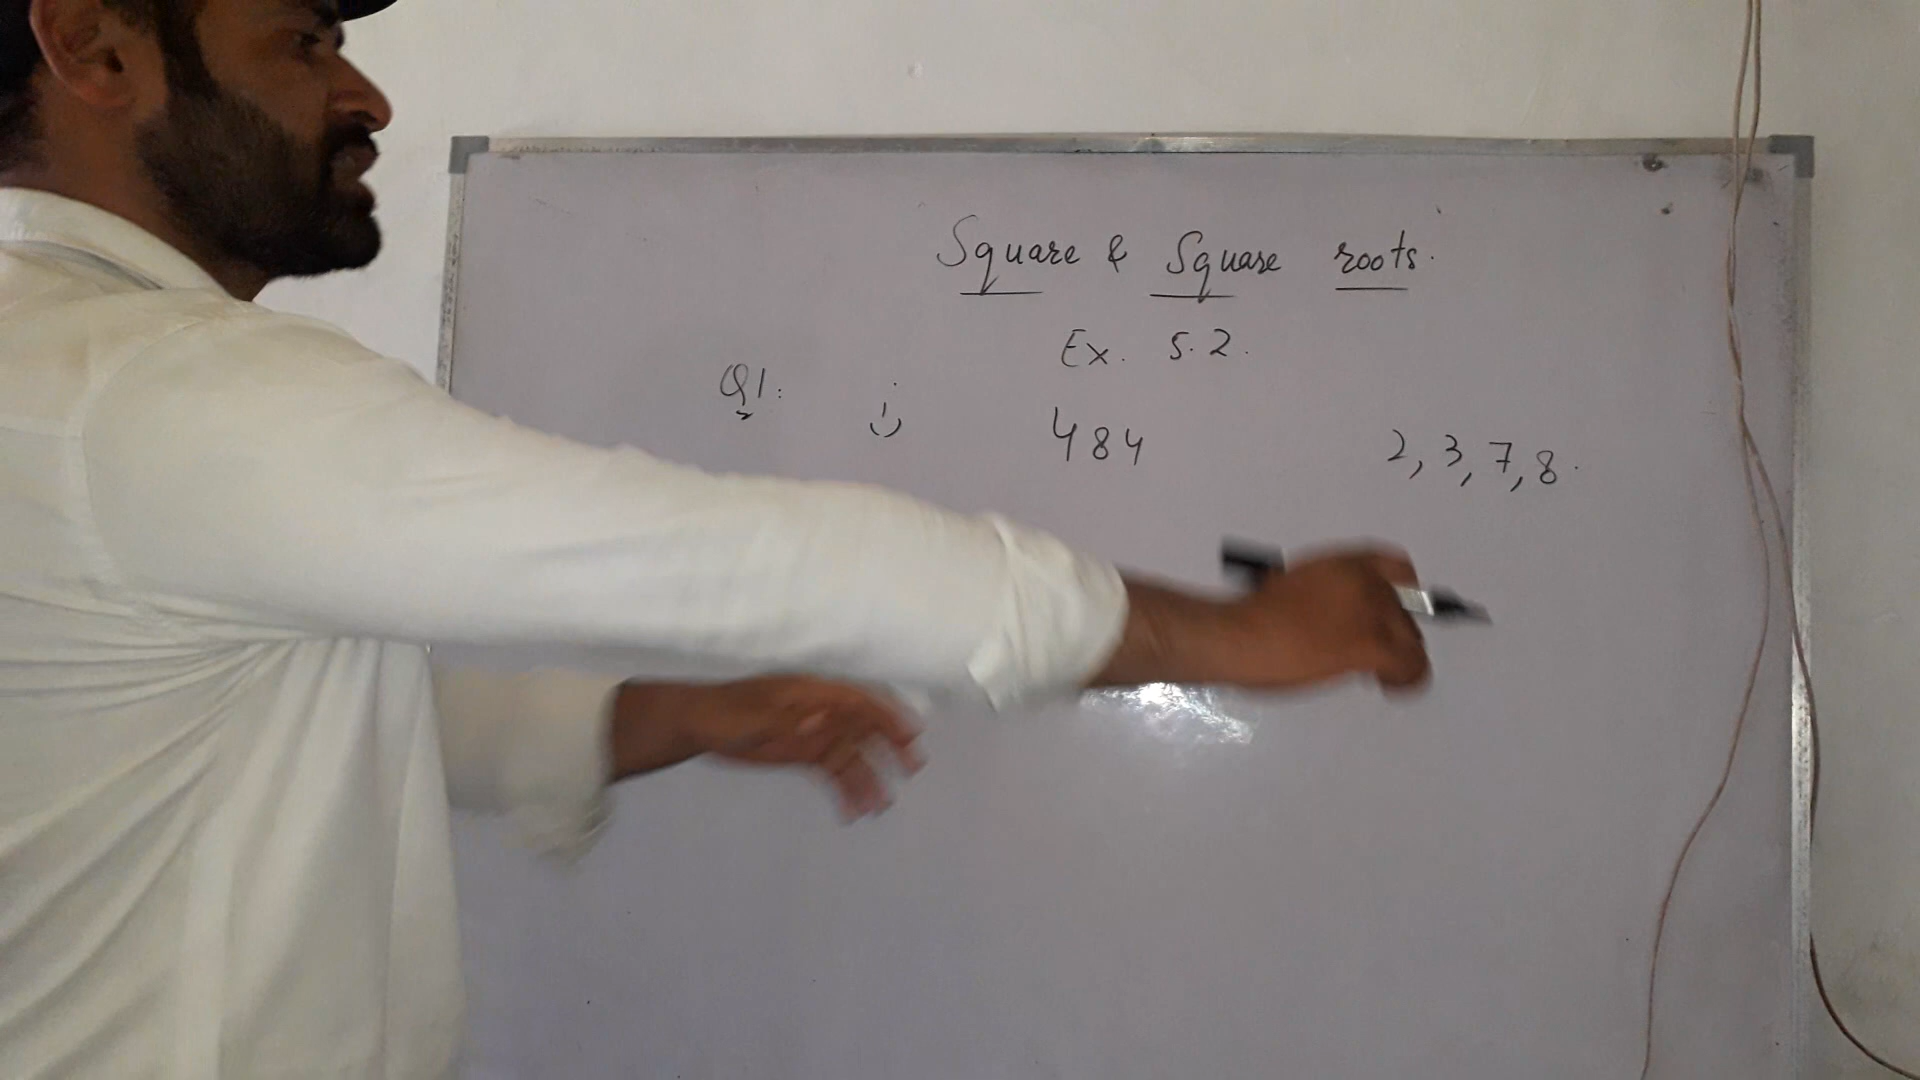 Square & Square roots.
Ex. 5.2.
Q1: i) 484 2, 3, 7, 8.